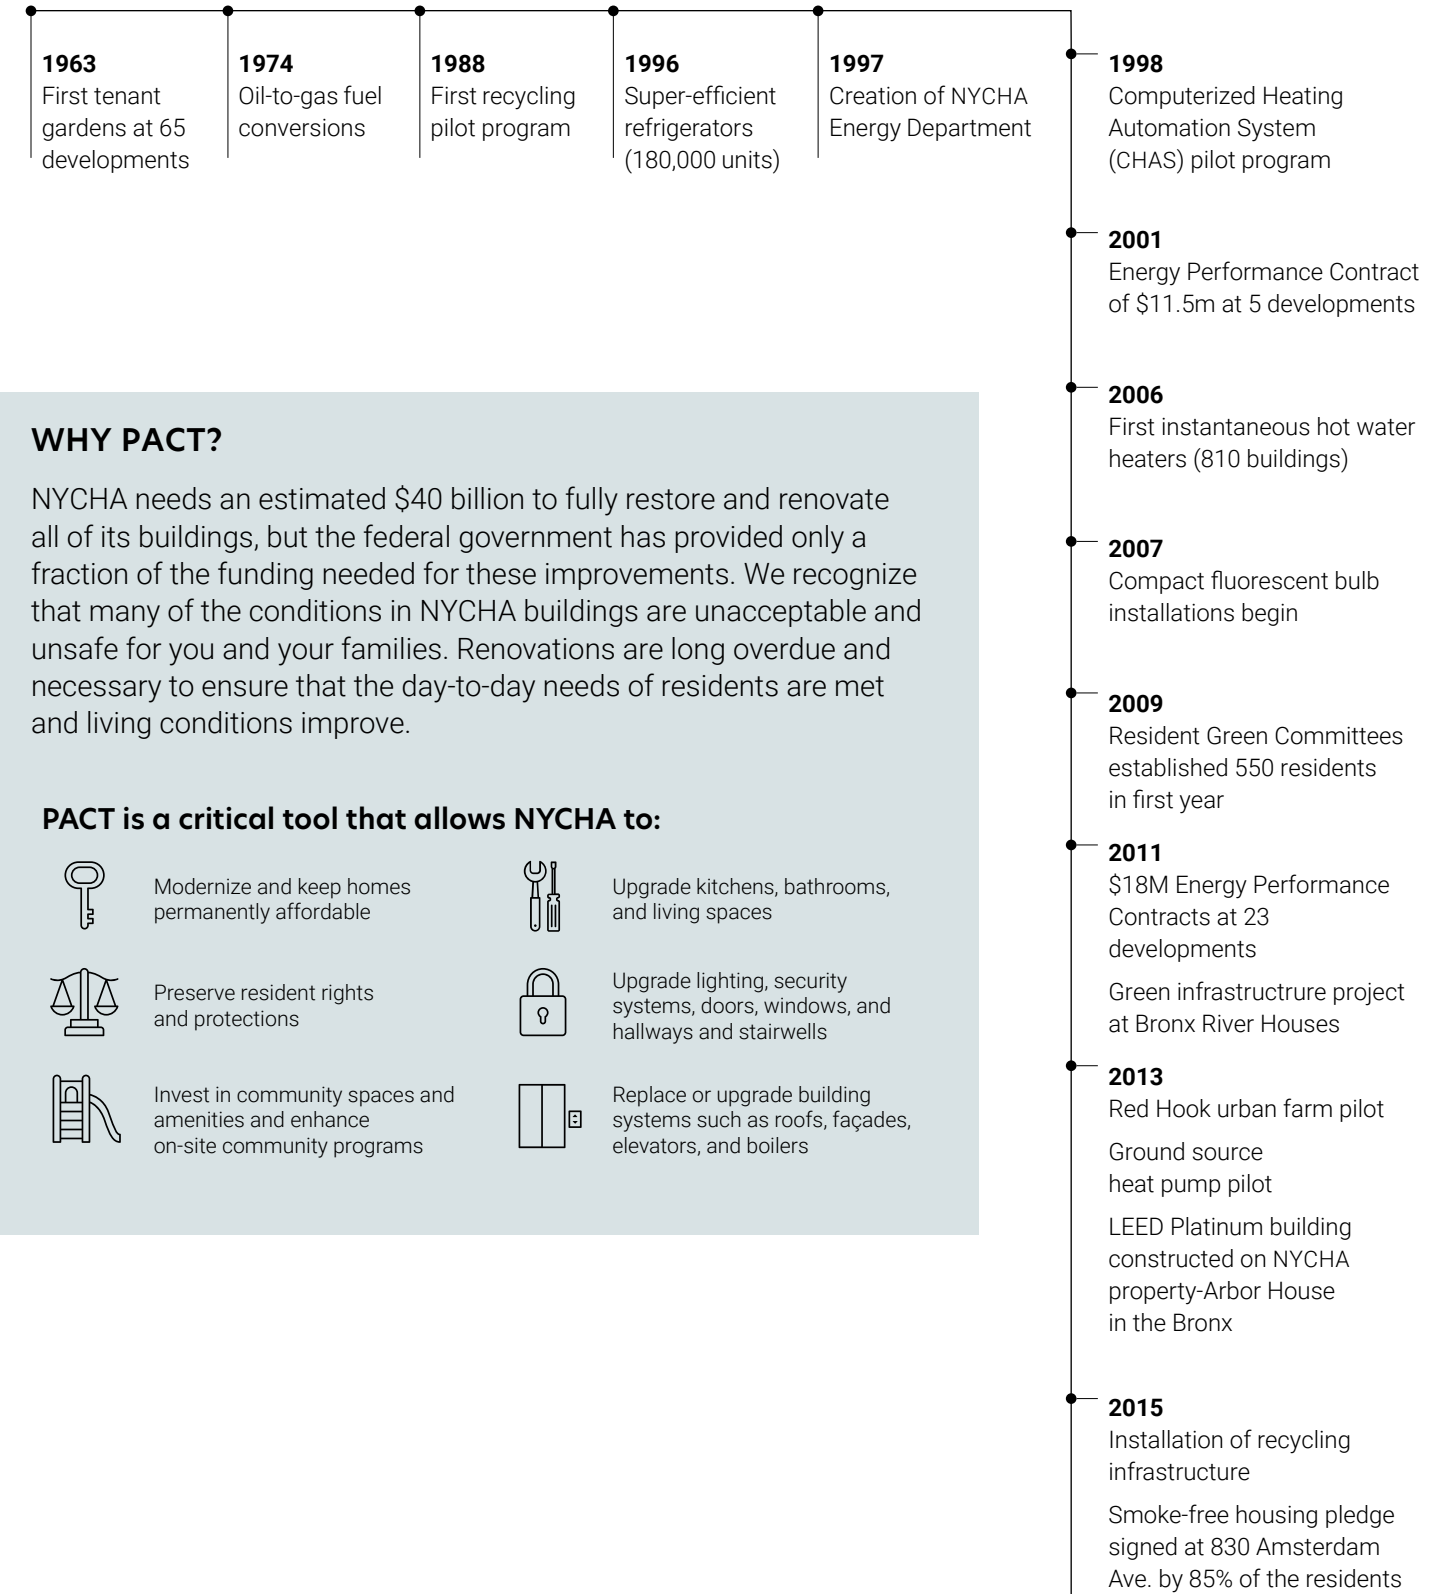 1963
First tenant
gardens at 65
developments
1974
Oil-to-gas fuel
conversions
1988
First recycling
pilot program
1996
Super-efficient
refrigerators
(180,000 units)
1997
Creation of NYCHA
Energy Department
1998
Computerized Heating
Automation System
(CHAS) pilot program
2001
Energy Performance Contract
of $11.5m at 5 developments
2006
First instantaneous hot water
heaters (810 buildings)
2007
Compact fluorescent bulb
installations begin
2009
Resident Green Committees
established 550 residents
in first year
2011
$18M Energy Performance
Contracts at 23
developments
Green infrastructrure project
at Bronx River Houses
2013
Red Hook urban farm pilot
Ground source
heat pump pilot
LEED Platinum building
constructed on NYCHA
property-Arbor House
in the Bronx
2015
Installation of recycling
infrastructure
Smoke-free housing pledge
signed at 830 Amsterdam
Ave. by 85% of the residents
WHY PACT?
NYCHA needs an estimated $40 billion to fully restore and renovate
all of its buildings, but the federal government has provided only a
fraction of the funding needed for these improvements. We recognize
that many of the conditions in NYCHA buildings are unacceptable and
unsafe for you and your families. Renovations are long overdue and
necessary to ensure that the day-to-day needs of residents are met
and living conditions improve.
PACT is a critical tool that allows NYCHA to:
Modernize and keep homes
permanently affordable
Preserve resident rights
and protections
Invest in community spaces and
amenities and enhance
on-site community programs
Upgrade kitchens, bathrooms,
and living spaces
Upgrade lighting, security
systems, doors, windows, and
hallways and stairwells
Replace or upgrade building
systems such as roofs, façades,
elevators, and boilers